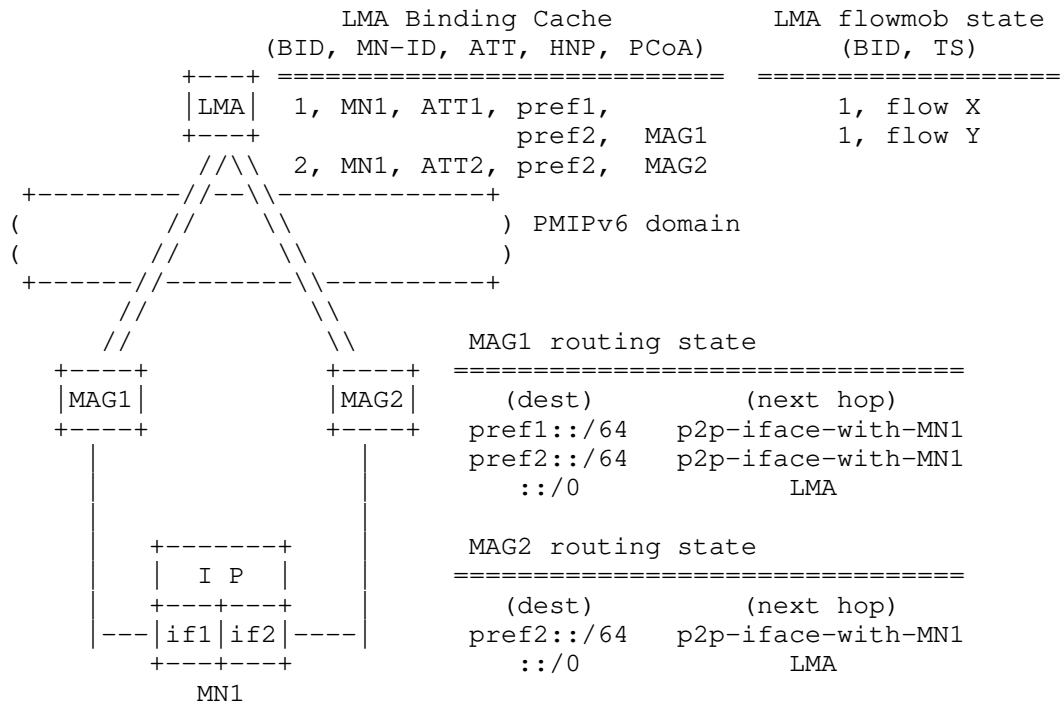 LMA Binding Cache LMA flowmob state
(BID, MN-ID, ATT, HNP, PCoA) (BID, TS)
LMA 1, MN1, ATT1, pref1, 1, flow X
pref2, MAG1 1, flow Y
2, MN1, ATT2, pref2, MAG2
PMIPv6 domain
MAG1 routing state
MAG1 MAG2 (dest) (next hop)
pref1::/64 p2p-iface-with-MN1
pref2::/64 p2p-iface-with-MN1
::/0 LMA
MAG2 routing state
I P
(dest) (next hop)
if1 if2 pref2::/64 p2p-iface-with-MN1
::/0 LMA
MN1